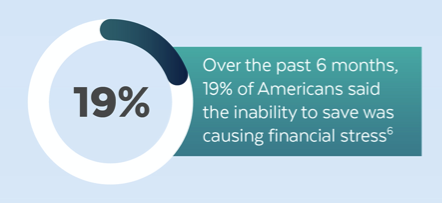 19%
Over the past 6 months,
19% of Americans said
the inability to save was
causing financial stress⁶